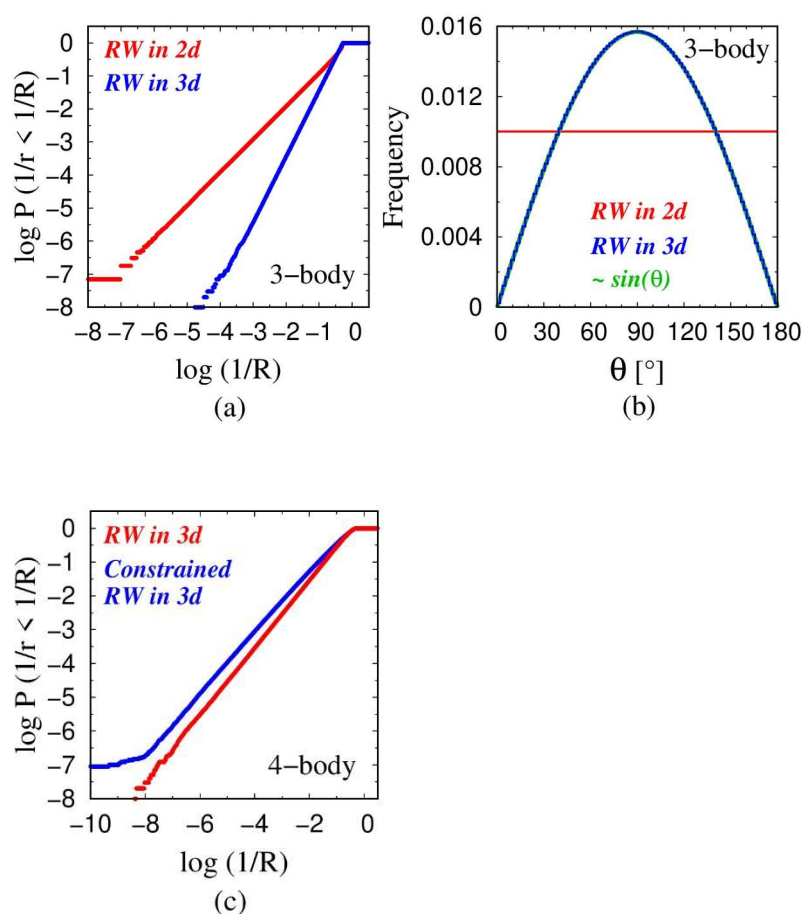 log P (1/r < 1/R)
0
−1
−2
−3
−4
−5
−6
−7
−8
RW in 2d
RW in 3d
3−body
−8 −7 −6 −5 −4 −3 −2 −1 0
log (1/R)
(a)
Frequency
0.016
0.012
0.008
0.004
0
3−body
RW in 2d
RW in 3d
~ sin(θ)
0 30 60 90 120 150 180
θ [°]
(b)
log P (1/r < 1/R)
0
−1
−2
−3
−4
−5
−6
−7
−8
RW in 3d
Constrained
RW in 3d
4−body
−10 −8 −6 −4 −2 0
log (1/R)
(c)